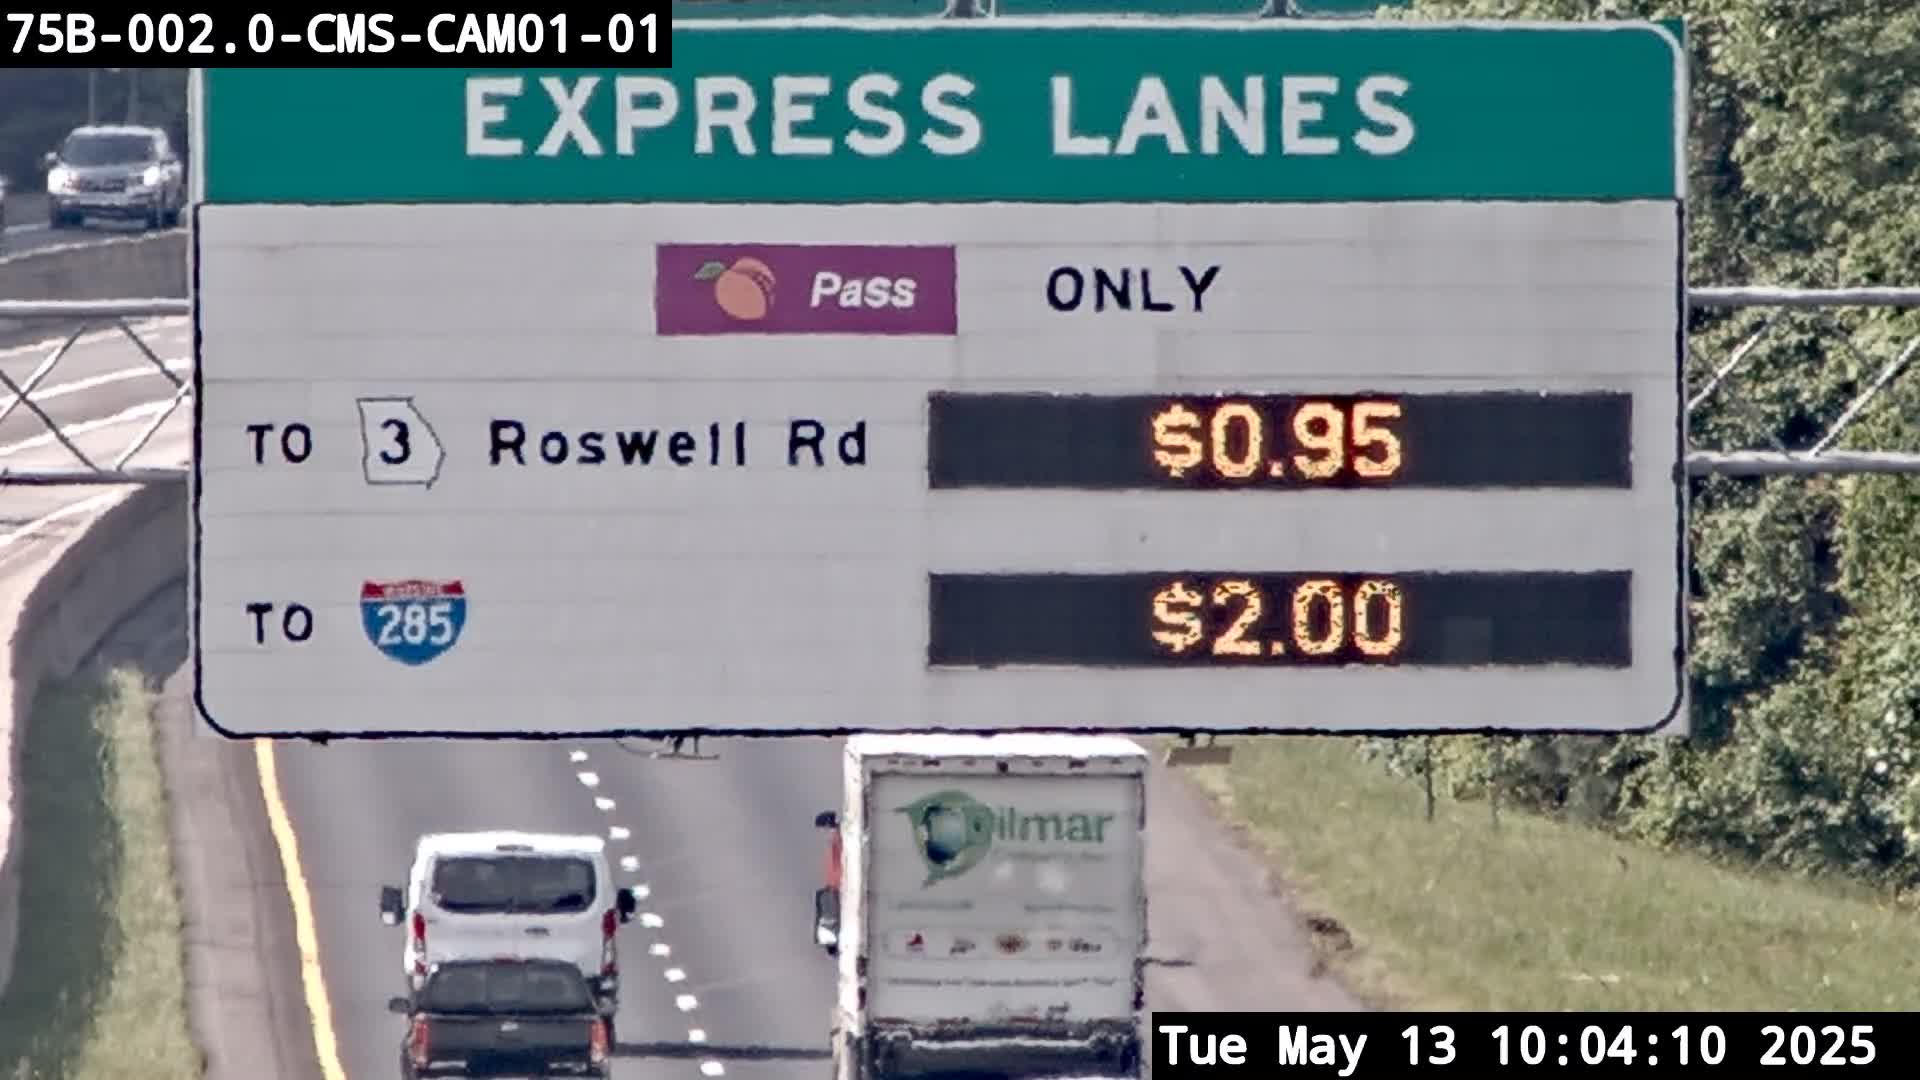 75B-002.0-CMS-CAM01-01
EXPRESS LANES
Pass ONLY
TO 3 Roswell Rd $0.95
TO 285 $2.00
ilmar
Tue May 13 10:04:10 2025